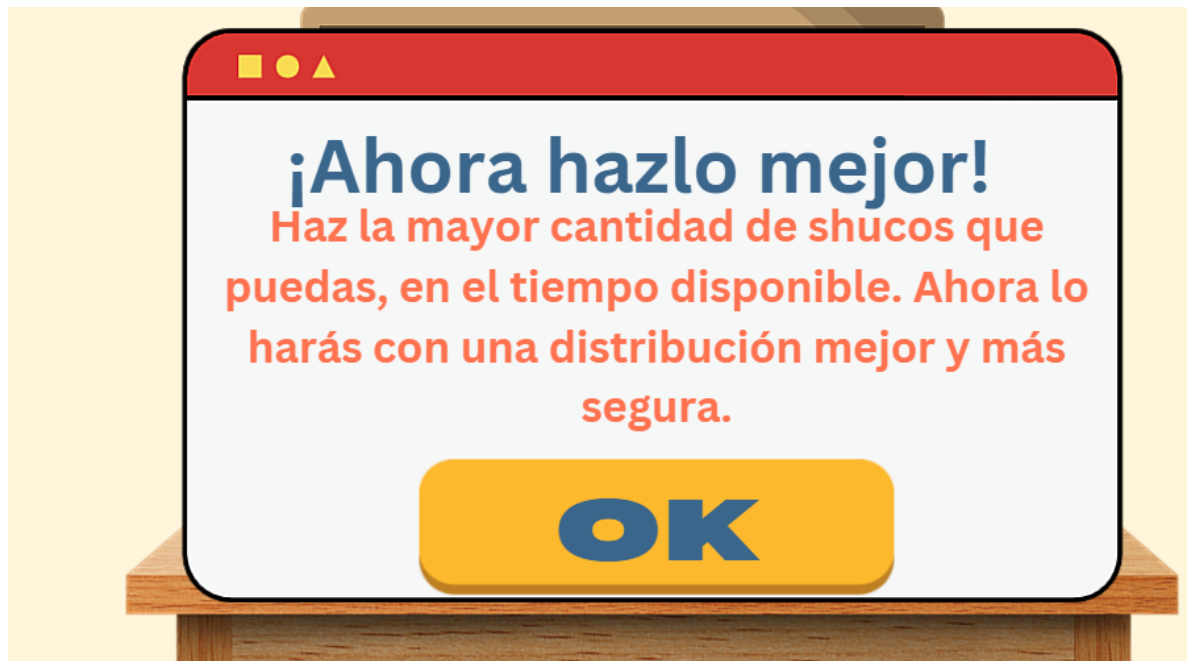 ¡Ahora hazlo mejor!
Haz la mayor cantidad de shucos que
puedas, en el tiempo disponible. Ahora lo
harás con una distribución mejor y más
segura.
OK